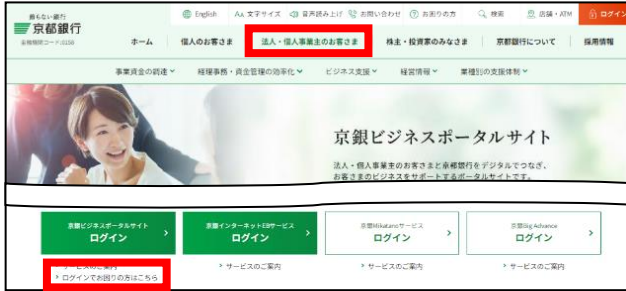 飾らない銀行
京都銀行
金融機関コード:0158
English Aa 文字サイズ 音声読み上げ お問い合わせ お困りの方 検索 店舗・ATM ログイン
ホーム 個人のお客さま 法人・個人事業主のお客さま 株主・投資家のみなさま 京都銀行について 採用情報
事業資金の調達 経理事務・資金管理の効率化 ビジネス支援 経営情報 業種別の支援体制
京銀ビジネスポータルサイト
法人・個人事業主のお客さまと京都銀行をデジタルでつなぎ、
お客さまのビジネスをサポートするポータルサイトです。
京銀ビジネスポータルサイト
ログイン
京銀インターネットEBサービス
ログイン
京銀Mikatanoサービス
ログイン
京銀Big Advance
ログイン
サービスのご案内
ログインでお困りの方はこちら
サービスのご案内
サービスのご案内
サービスのご案内